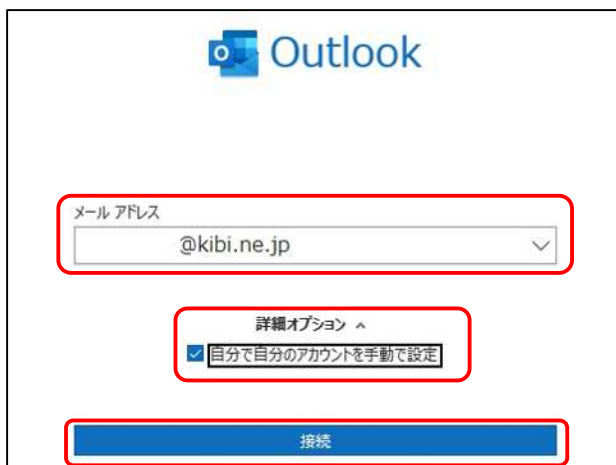 Outlook
メール アドレス
@kibi.ne.jp
詳細オプション
自分で自分のアカウントを手動で設定
接続